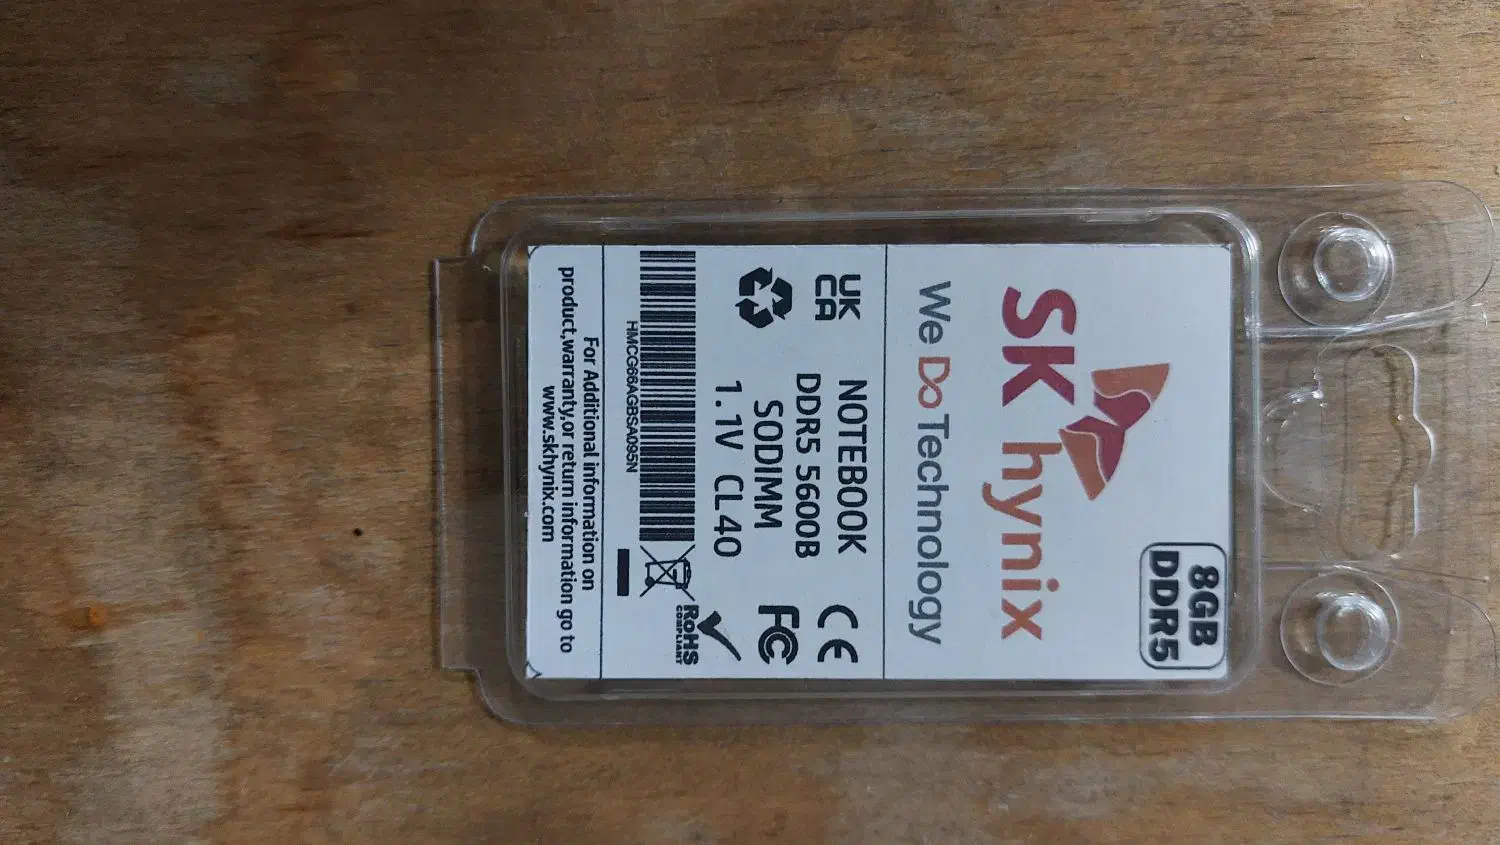 8GB
DDR5
SK hynix
We Do Technology
UK
CA
NOTEBOOK
DDR5 5600B
SODIMM
1.1V CL40
CE
FC
RoHS
COMPLIANT
HMCG66AGBSA095N
For Additional information on
product,warranty,or return information go to
www.skhynix.com